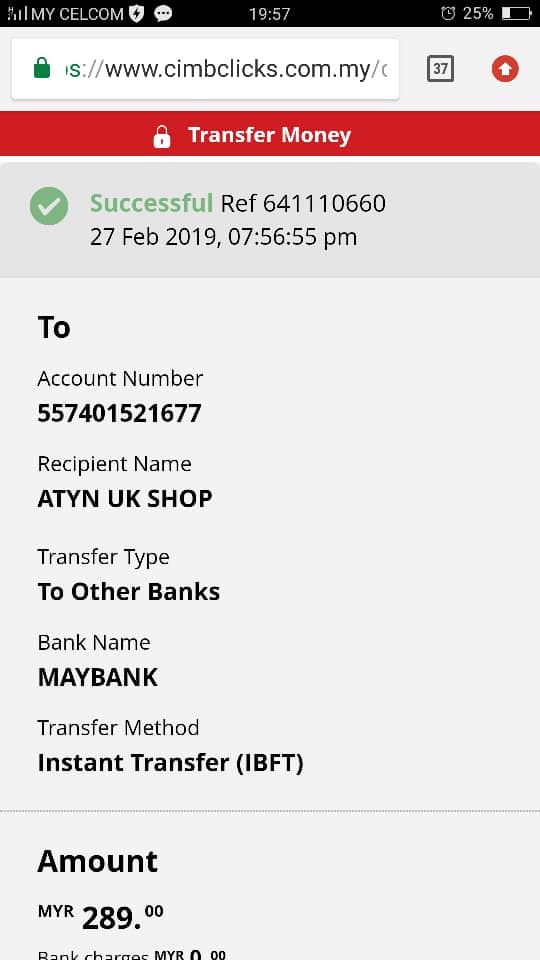 MY CELCOM 19:57 25%
s://www.cimbclicks.com.my/ 37
Transfer Money
Successful Ref 641110660
27 Feb 2019, 07:56:55 pm
To
Account Number
557401521677
Recipient Name
ATYN UK SHOP
Transfer Type
To Other Banks
Bank Name
MAYBANK
Transfer Method
Instant Transfer (IBFT)
Amount
MYR 289.00
Bank charges MYR 0.00